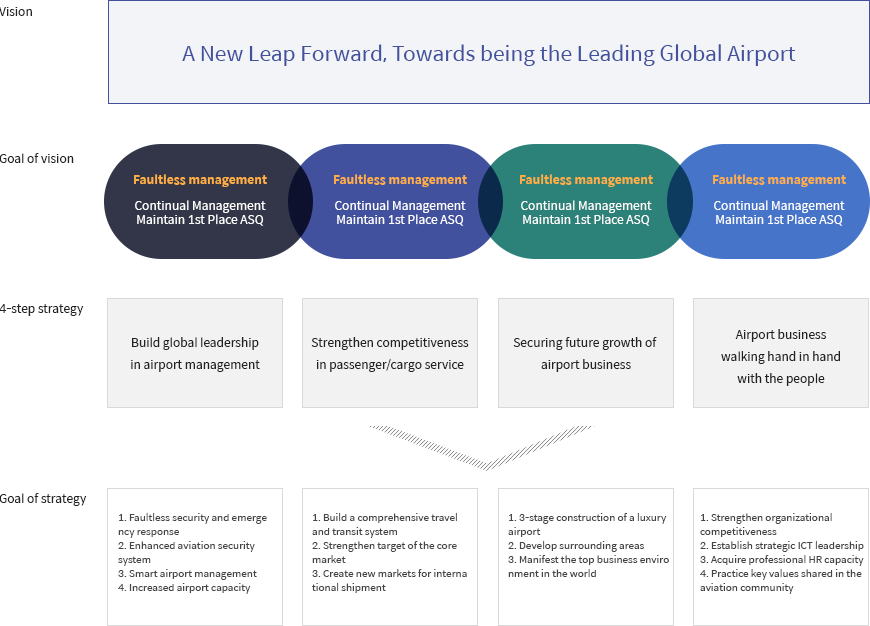 Vision
A New Leap Forward, Towards being the Leading Global Airport
Goal of vision
Faultless management
Continual Management
Maintain 1st Place ASQ
Faultless management
Continual Management
Maintain 1st Place ASQ
Faultless management
Continual Management
Maintain 1st Place ASQ
Faultless management
Continual Management
Maintain 1st Place ASQ
4-step strategy
Build global leadership
in airport management
Strengthen competitiveness
in passenger/cargo service
Securing future growth of
airport business
Airport business
walking hand in hand
with the people
Goal of strategy
1. Faultless security and emerge
ncy response
2. Enhanced aviation security
system
3. Smart airport management
4. Increased airport capacity
1. Build a comprehensive travel
and transit system
2. Strengthen target of the core
market
3. Create new markets for interna
tional shipment
1. 3-stage construction of a luxury
airport
2. Develop surrounding areas
3. Manifest the top business enviro
nment in the world
1. Strengthen organizational
competitiveness
2. Establish strategic ICT leadership
3. Acquire professional HR capacity
4. Practice key values shared in the
aviation community